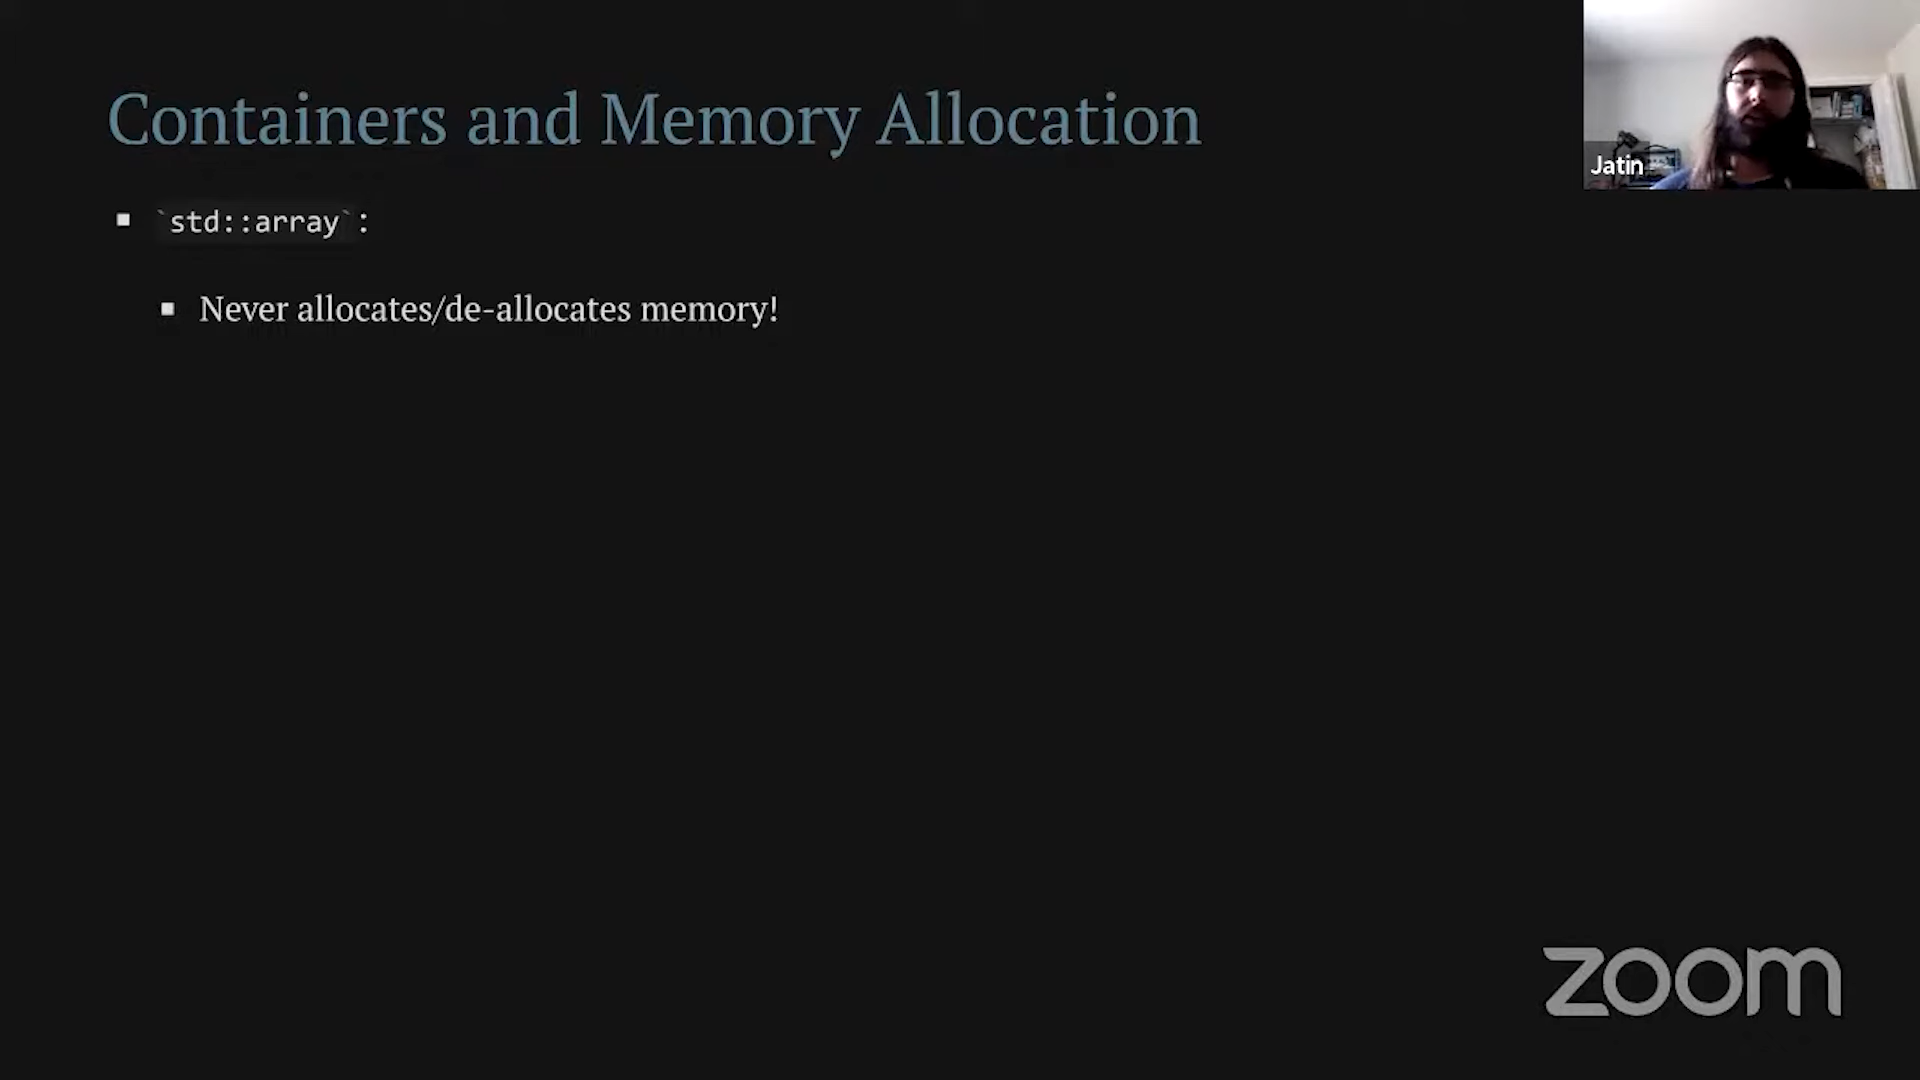 Containers and Memory Allocation
Jatin
▪ `std::array`:
▪ Never allocates/de-allocates memory!
zoom